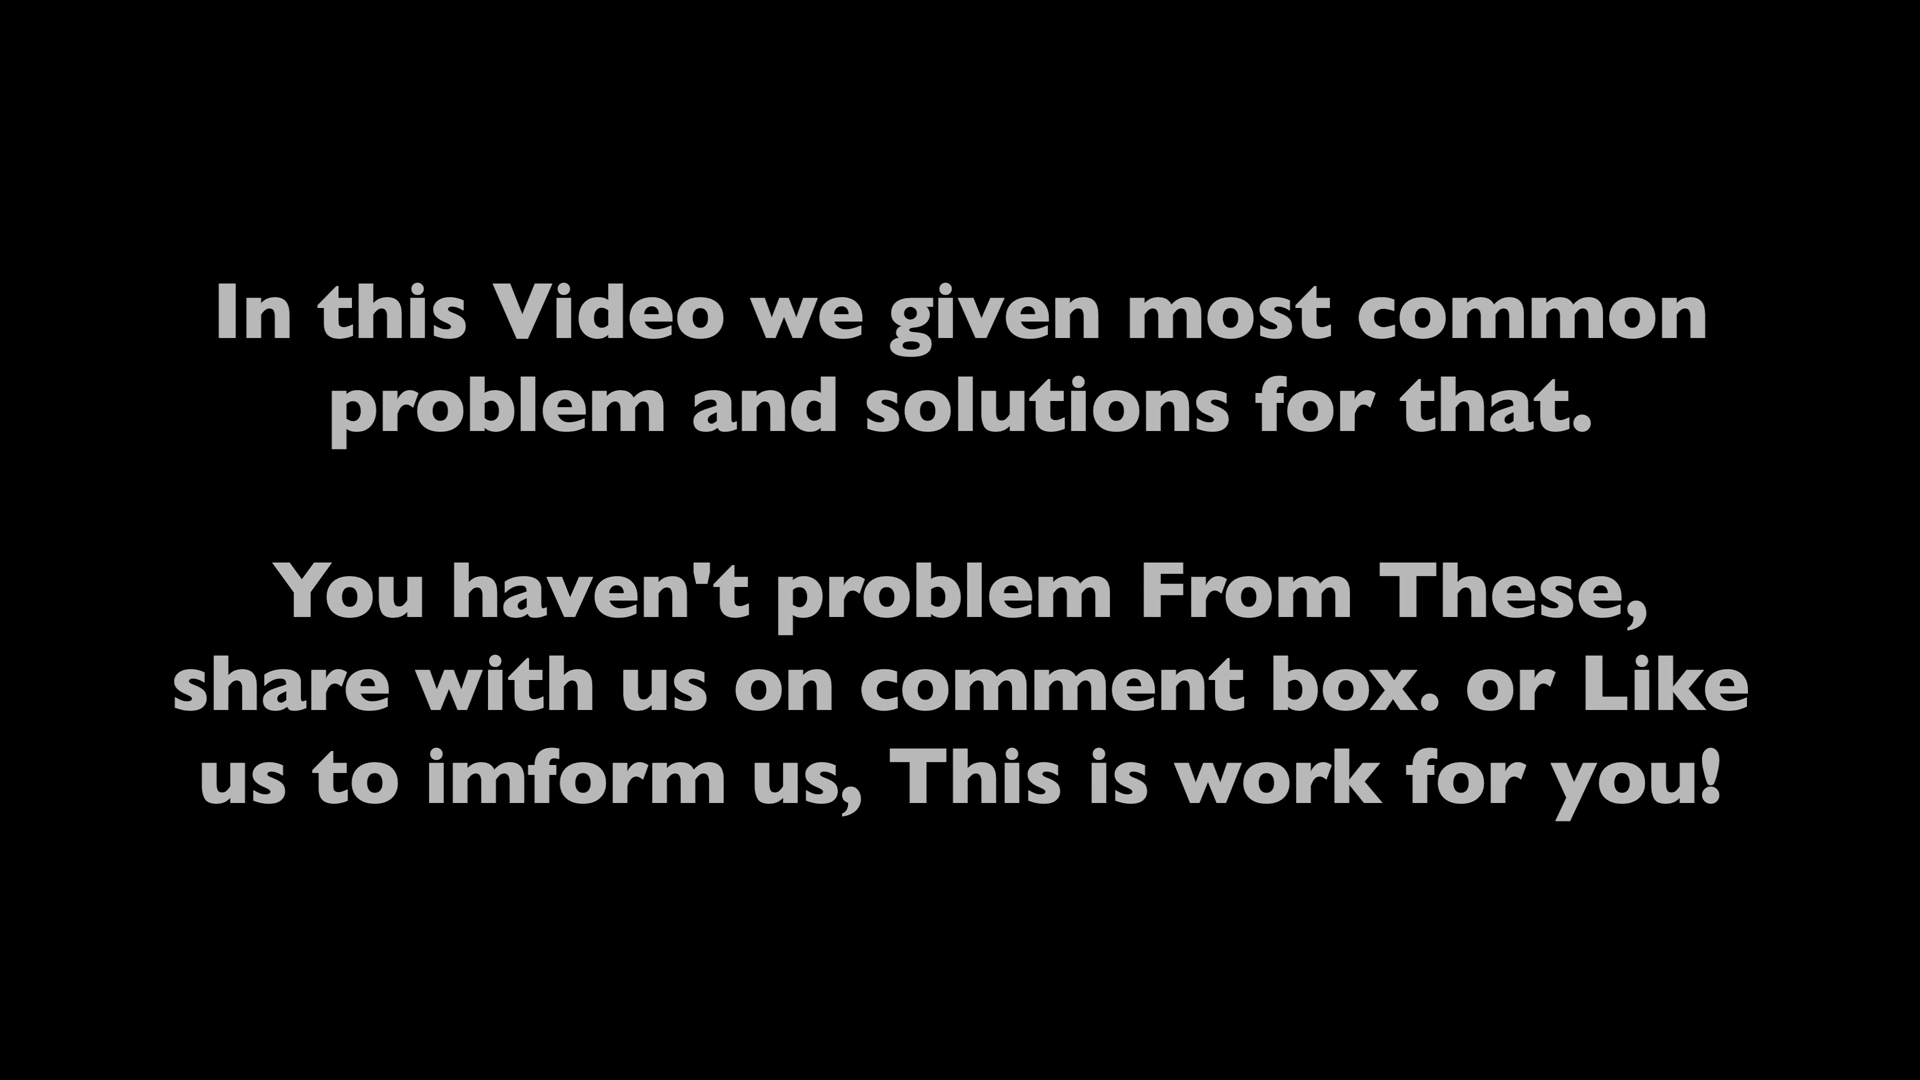 In this Video we given most common
problem and solutions for that.
You haven't problem From These,
share with us on comment box. or Like
us to imform us, This is work for you!